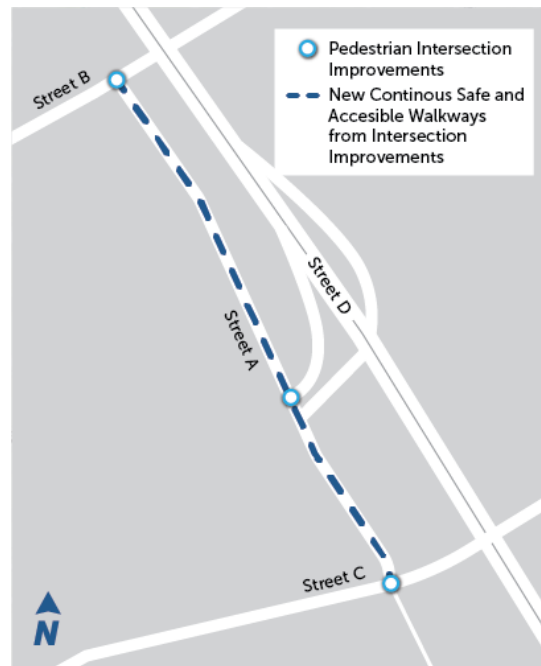 Pedestrian Intersection
Improvements
New Continous Safe and
Accesible Walkways
from Intersection
Improvements
Street B
Street D
Street A
Street C
N